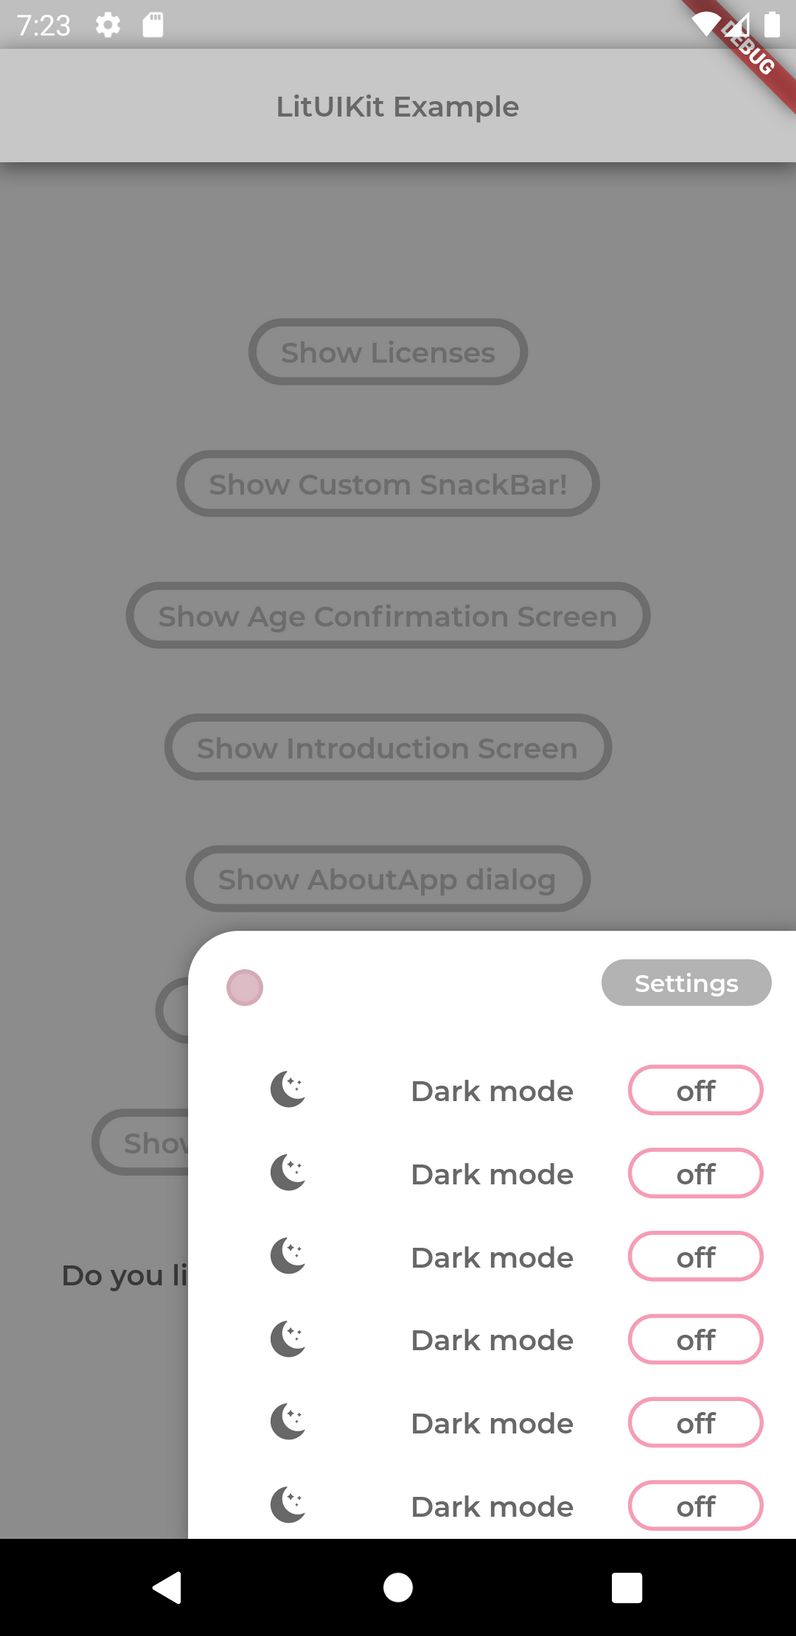 7:23
DEBUG
LitUIKit Example
Show Licenses
Show Custom SnackBar!
Show Age Confirmation Screen
Show Introduction Screen
Show AboutApp dialog
Settings
Dark mode off
Show
Dark mode off
Do you li
Dark mode off
Dark mode off
Dark mode off
Dark mode off